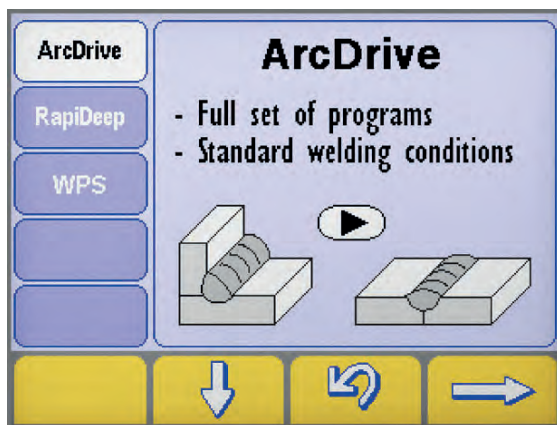 ArcDrive
RapiDeep
WPS
ArcDrive
- Full set of programs
- Standard welding conditions